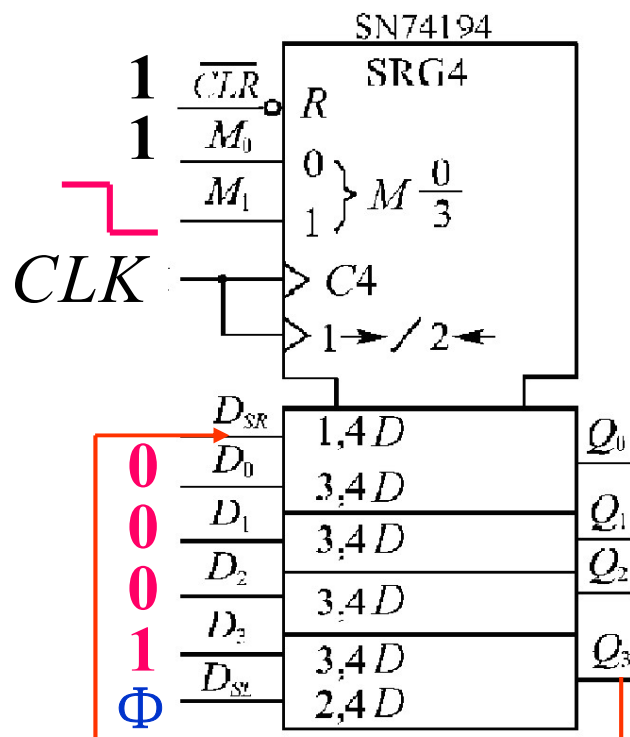 SN74194
SRG4
1 CLR R
1 M₀ 0
M 0/3
M₁ 1
CLK C4
1→/2←
D_SR 1,4D Q₀
0 D₀ 3,4D
0 D₁ 3,4D Q₁
0 D₂ 3,4D Q₂
1 D₃ 3,4D Q₃
Φ D_SL 2,4D